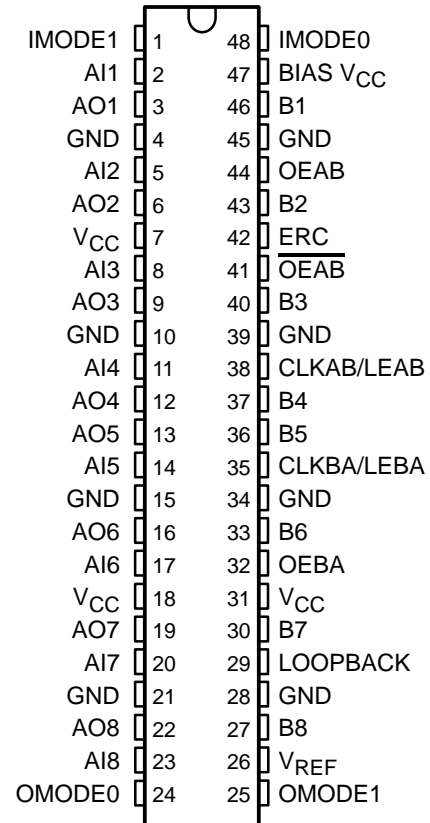 IMODE1 1 48 IMODE0
AI1 2 47 BIAS VCC
AO1 3 46 B1
GND 4 45 GND
AI2 5 44 OEAB
AO2 6 43 B2
VCC 7 42 ERC
AI3 8 41 OEAB
AO3 9 40 B3
GND 10 39 GND
AI4 11 38 CLKAB/LEAB
AO4 12 37 B4
AO5 13 36 B5
AI5 14 35 CLKBA/LEBA
GND 15 34 GND
AO6 16 33 B6
AI6 17 32 OEBA
VCC 18 31 VCC
AO7 19 30 B7
AI7 20 29 LOOPBACK
GND 21 28 GND
AO8 22 27 B8
AI8 23 26 VREF
OMODE0 24 25 OMODE1